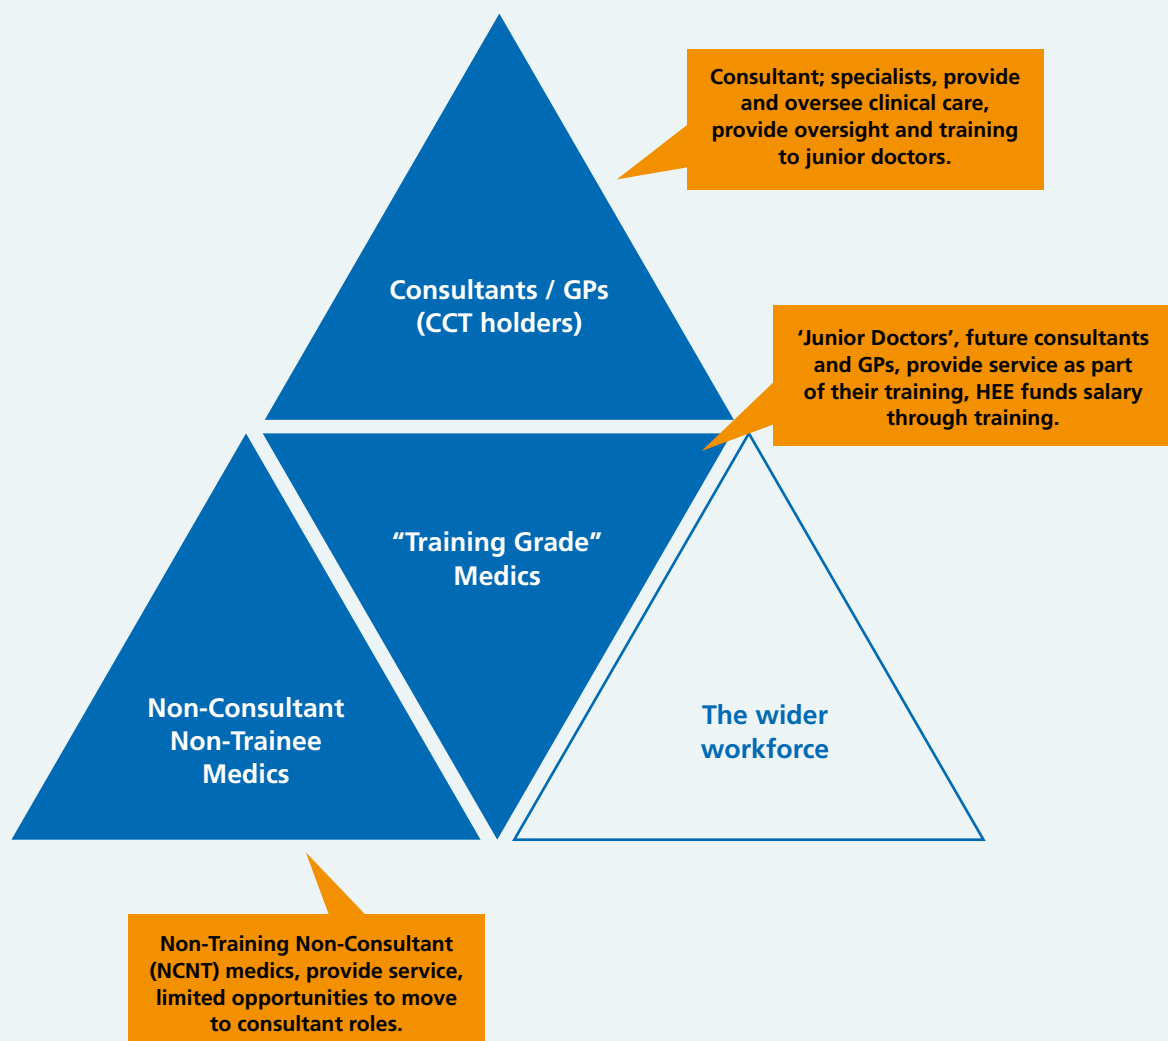 Consultant; specialists, provide
and oversee clinical care,
provide oversight and training
to junior doctors.
Consultants / GPs
(CCT holders)
‘Junior Doctors’, future consultants
and GPs, provide service as part
of their training, HEE funds salary
through training.
“Training Grade”
Medics
Non-Consultant
Non-Trainee
Medics
The wider
workforce
Non-Training Non-Consultant
(NCNT) medics, provide service,
limited opportunities to move
to consultant roles.